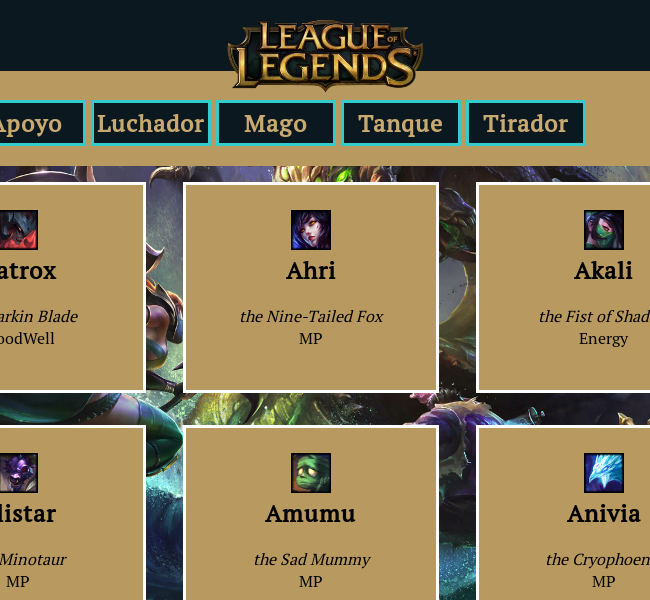 LEAGUE OF
LEGENDS
Apoyo Luchador Mago Tanque Tirador
atrox Ahri Akali
arkin Blade the Nine-Tailed Fox the Fist of Shad
oodWell MP Energy
listar Amumu Anivia
Minotaur the Sad Mummy the Cryophoen
MP MP MP